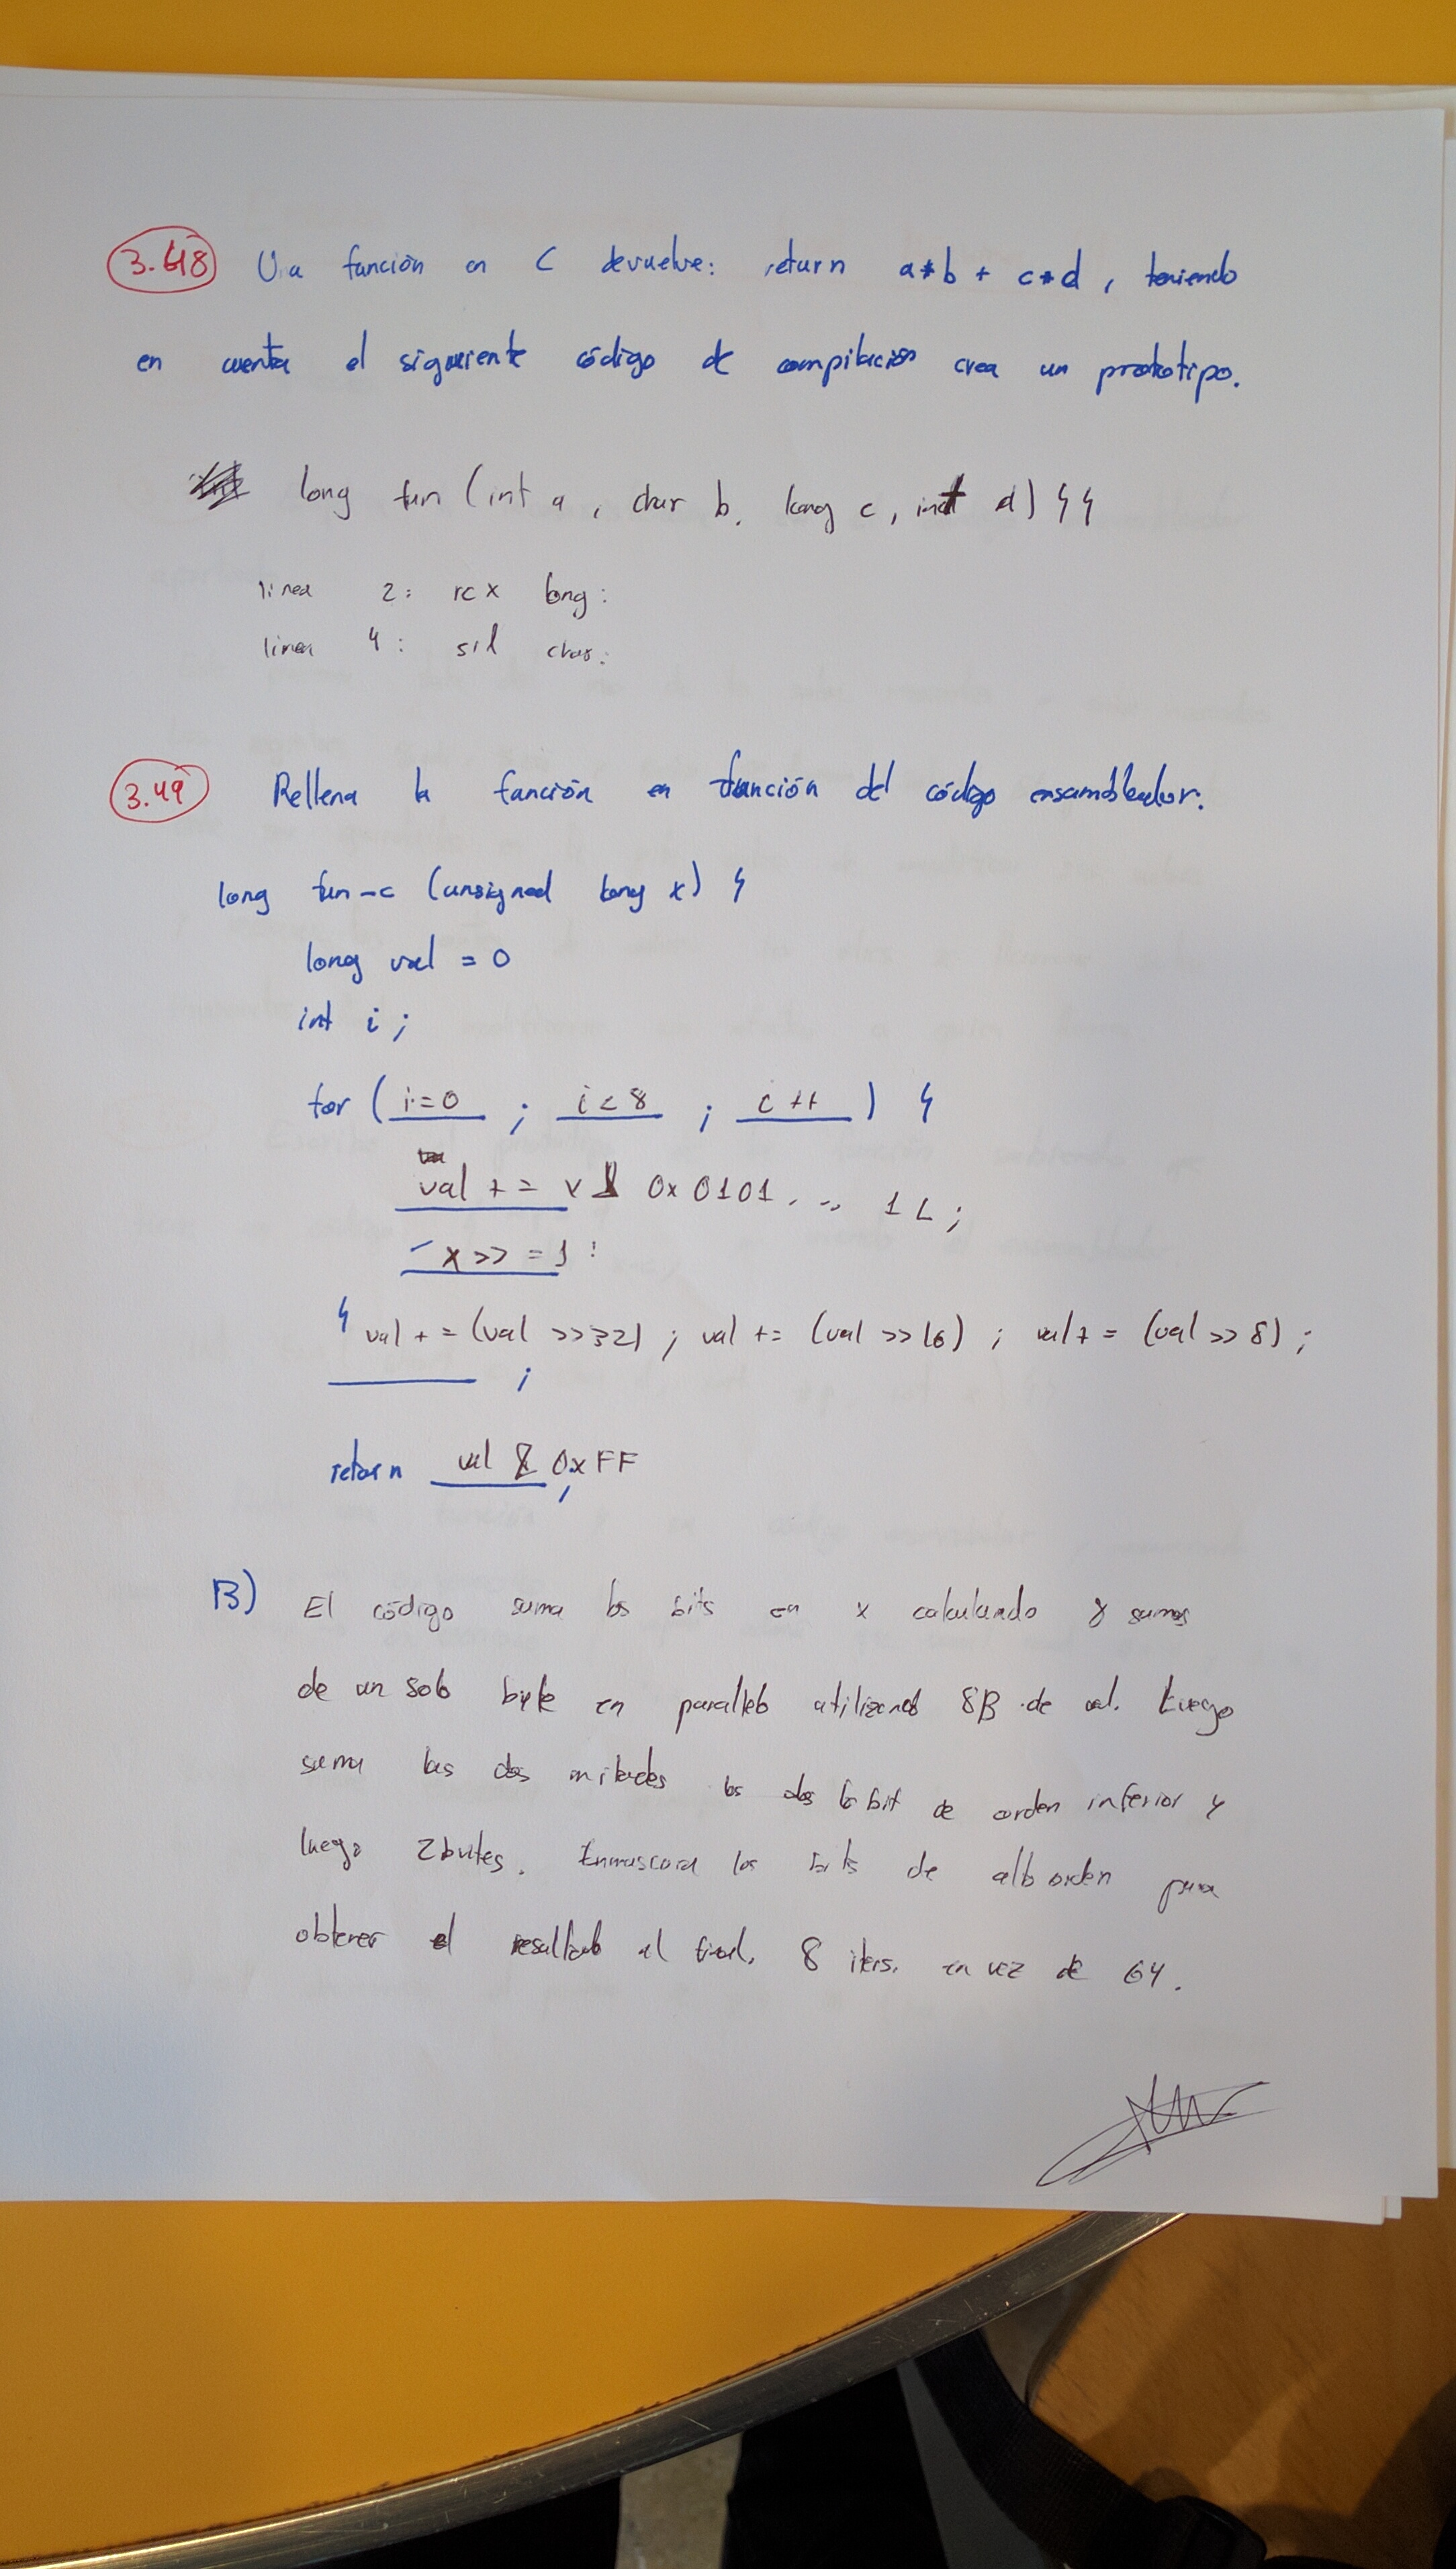 3.48 Una función en C devuelve: return a*b + c*d, teniendo
en cuenta el siguiente código de compilación crea un prototipo.
long fun (int a, char b, long c, int d) {}
linea 2: rcx long:
linea 4: sil char:
3.49 Rellena la función en función del código ensamblador.
long fun-c (unsigned long x) {
long val = 0
int i;
for (i=0 ; i<8 ; i++) {
val += x & 0x0101... 1L;
x >>= 1;
} val += (val >>32) ; val += (val >>16) ; val += (val >> 8) ;
;
return val & 0xFF ;
B) El código suma los bits en x calculando 8 sumas
de un solo byte en paralelo utilizando 8B de val. Luego
suma las dos mitades los dos 16 bit de orden inferior y
luego 2 bytes. Enmascara los bits de alto orden para
obtener el resultado al final. 8 iters. en vez de 64.